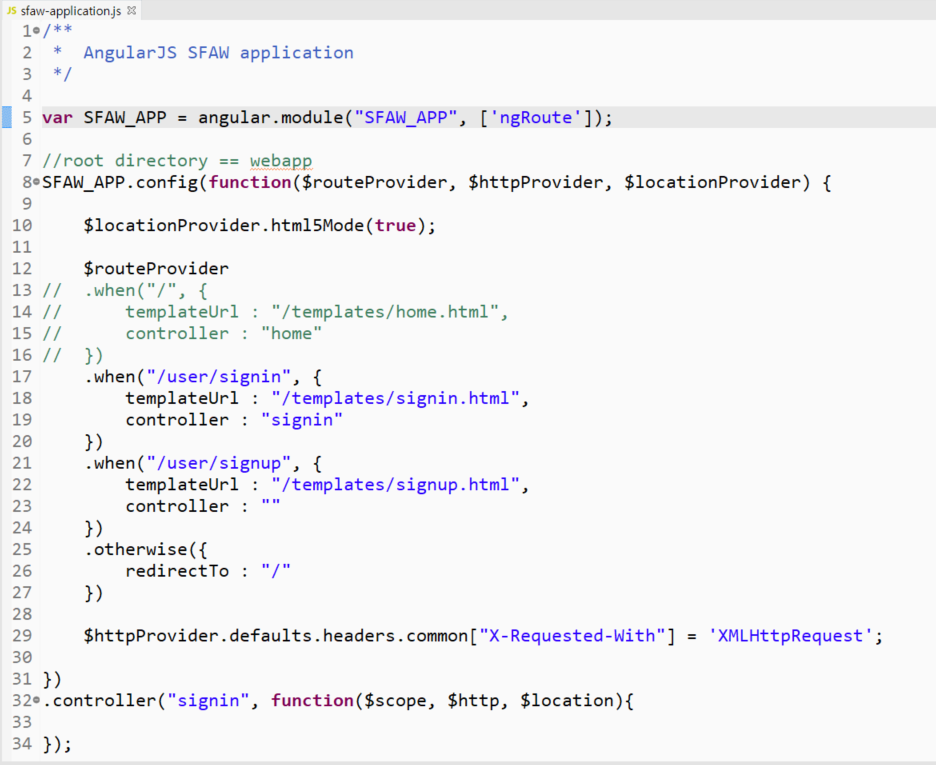 JS sfaw-application.js
1 /**
2  *  AngularJS SFAW application
3  */
4
5 var SFAW_APP = angular.module("SFAW_APP", ['ngRoute']);
6
7 //root directory == webapp
8 SFAW_APP.config(function($routeProvider, $httpProvider, $locationProvider) {
9
10     $locationProvider.html5Mode(true);
11
12     $routeProvider
13 //  .when("/", {
14 //      templateUrl : "/templates/home.html",
15 //      controller : "home"
16 //  })
17     .when("/user/signin", {
18         templateUrl : "/templates/signin.html",
19         controller : "signin"
20     })
21     .when("/user/signup", {
22         templateUrl : "/templates/signup.html",
23         controller : ""
24     })
25     .otherwise({
26         redirectTo : "/"
27     })
28
29     $httpProvider.defaults.headers.common["X-Requested-With"] = 'XMLHttpRequest';
30
31 })
32 .controller("signin", function($scope, $http, $location){
33
34 });